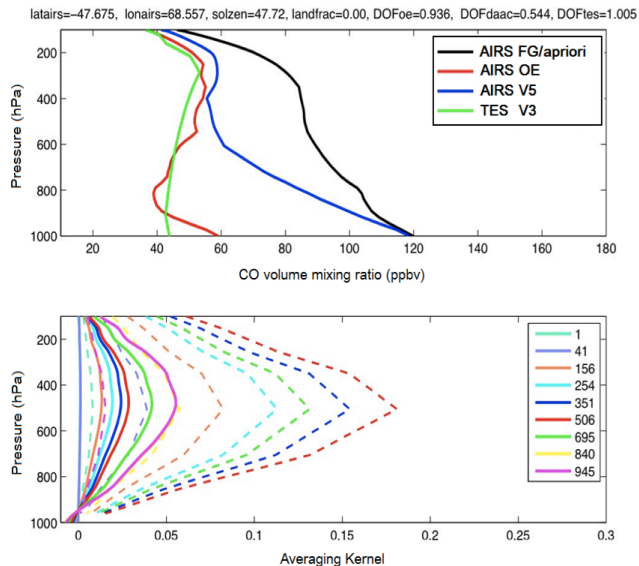 latairs=−47.675, lonairs=68.557, solzen=47.72, landfrac=0.00, DOFoe=0.936, DOFdaac=0.544, DOFtes=1.005
200
400
600
800
1000
Pressure (hPa)
AIRS FG/apriori
AIRS OE
AIRS V5
TES V3
20 40 60 80 100 120 140 160 180
CO volume mixing ratio (ppbv)
200
400
600
800
1000
Pressure (hPa)
1
41
156
254
351
506
695
840
945
0 0.05 0.1 0.15 0.2 0.25 0.3
Averaging Kernel